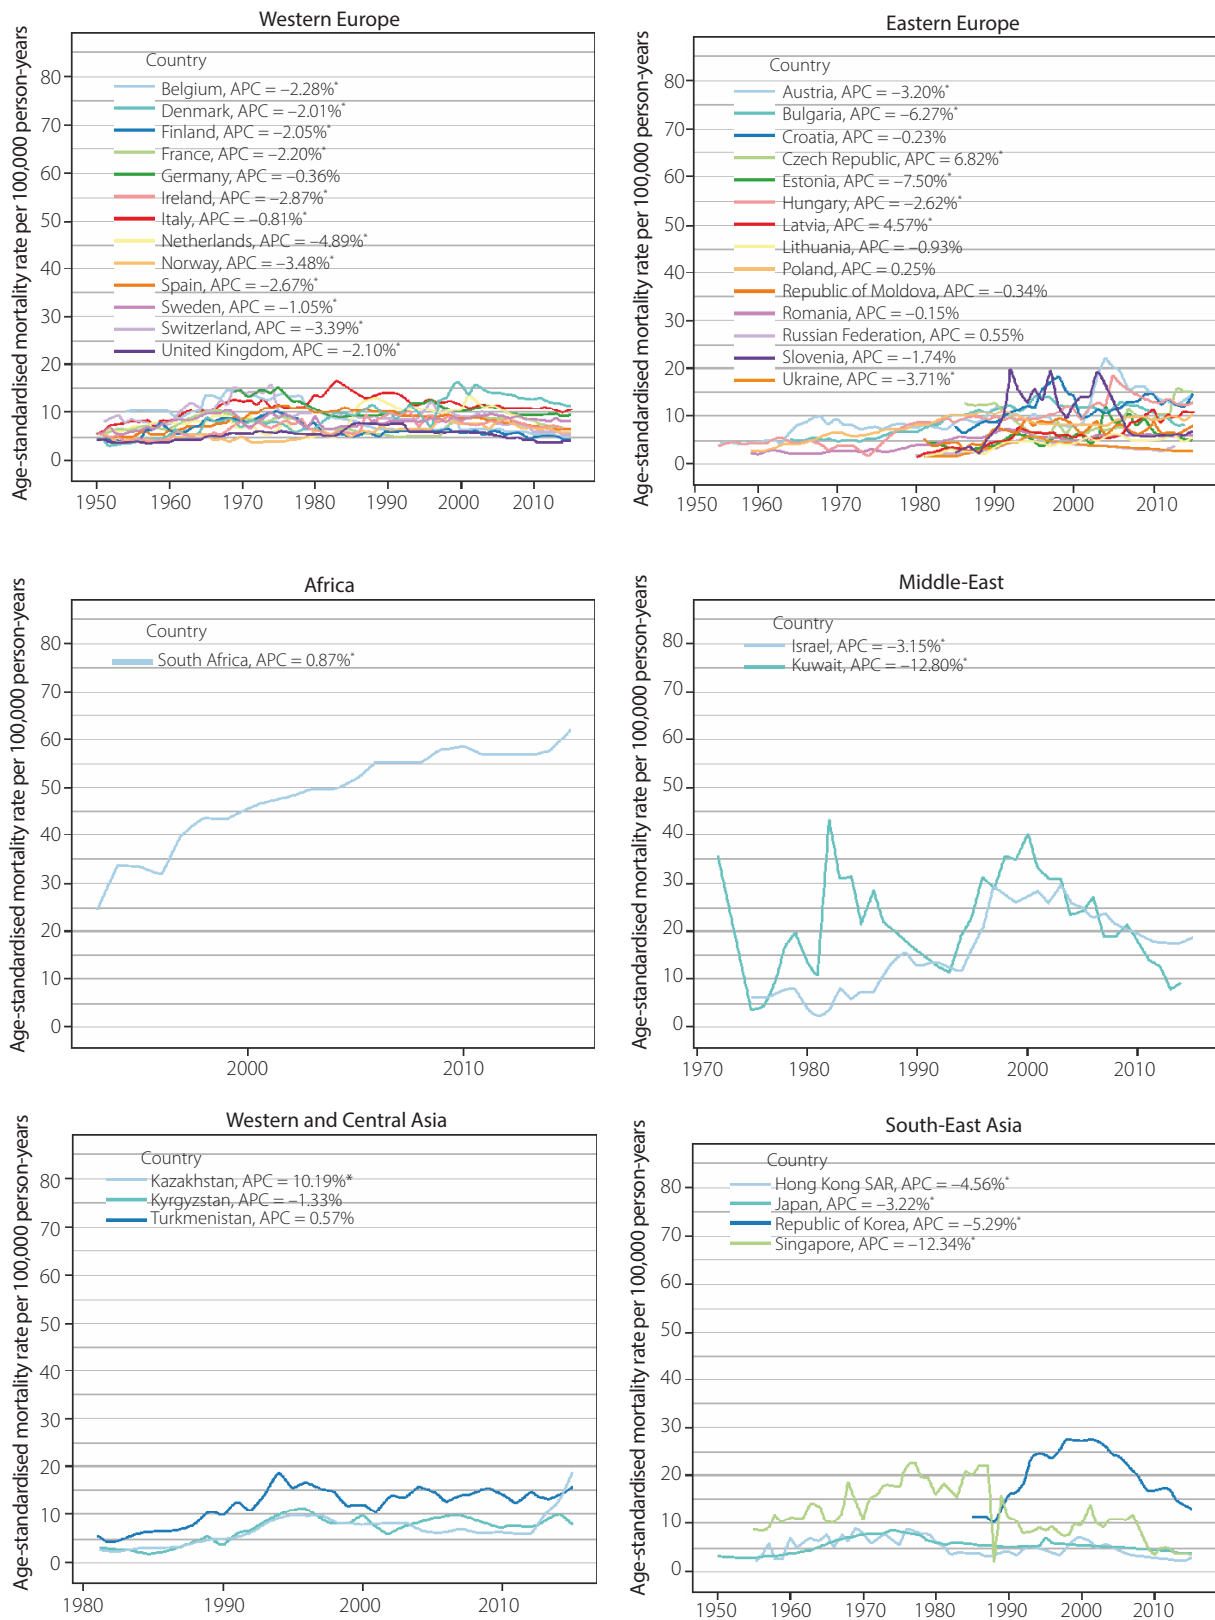 Western Europe
Age-standardised mortality rate per 100,000 person-years
Country
Belgium, APC = –2.28%*
Denmark, APC = –2.01%*
Finland, APC = –2.05%*
France, APC = –2.20%*
Germany, APC = –0.36
Ireland, APC = –2.87%*
Italy, APC = –0.81%*
Netherlands, APC = –4.89%*
Norway, APC = –3.48%*
Spain, APC = –2.67%*
Sweden, APC = –1.05%*
Switzerland, APC = –3.39%*
United Kingdom, APC = –2.10%*
80
70
60
50
40
30
20
10
0
1950 1960 1970 1980 1990 2000 2010
Eastern Europe
Age-standardised mortality rate per 100,000 person-years
Country
Austria, APC = –3.20%*
Bulgaria, APC = –6.27%*
Croatia, APC = –0.23%
Czech Republic, APC = 6.82%*
Estonia, APC = –7.50%*
Hungary, APC = –2.62%*
Latvia, APC = 4.57%*
Lithuania, APC = –0.93%
Poland, APC = 0.25%
Republic of Moldova, APC = –0.34%
Romania, APC = –0.15%
Russian Federation, APC = 0.55%
Slovenia, APC = –1.74%
Ukraine, APC = –3.71%*
80
70
60
50
40
30
20
10
0
1950 1960 1970 1980 1990 2000 2010
Africa
Age-standardised mortality rate per 100,000 person-years
Country
South Africa, APC = 0.87%*
80
70
60
50
40
30
20
10
0
2000 2010
Middle-East
Age-standardised mortality rate per 100,000 person-years
Country
Israel, APC = –3.15%*
Kuwait, APC = –12.80%*
80
70
60
50
40
30
20
10
0
1970 1980 1990 2000 2010
Western and Central Asia
Age-standardised mortality rate per 100,000 person-years
Country
Kazakhstan, APC = 10.19%*
Kyrgyzstan, APC = –1.33%
Turkmenistan, APC = 0.57%
80
70
60
50
40
30
20
10
0
1980 1990 2000 2010
South-East Asia
Age-standardised mortality rate per 100,000 person-years
Country
Hong Kong SAR, APC = –4.56%*
Japan, APC = –3.22%*
Republic of Korea, APC = –5.29%*
Singapore, APC = –12.34%*
80
70
60
50
40
30
20
10
0
1950 1960 1970 1980 1990 2000 2010